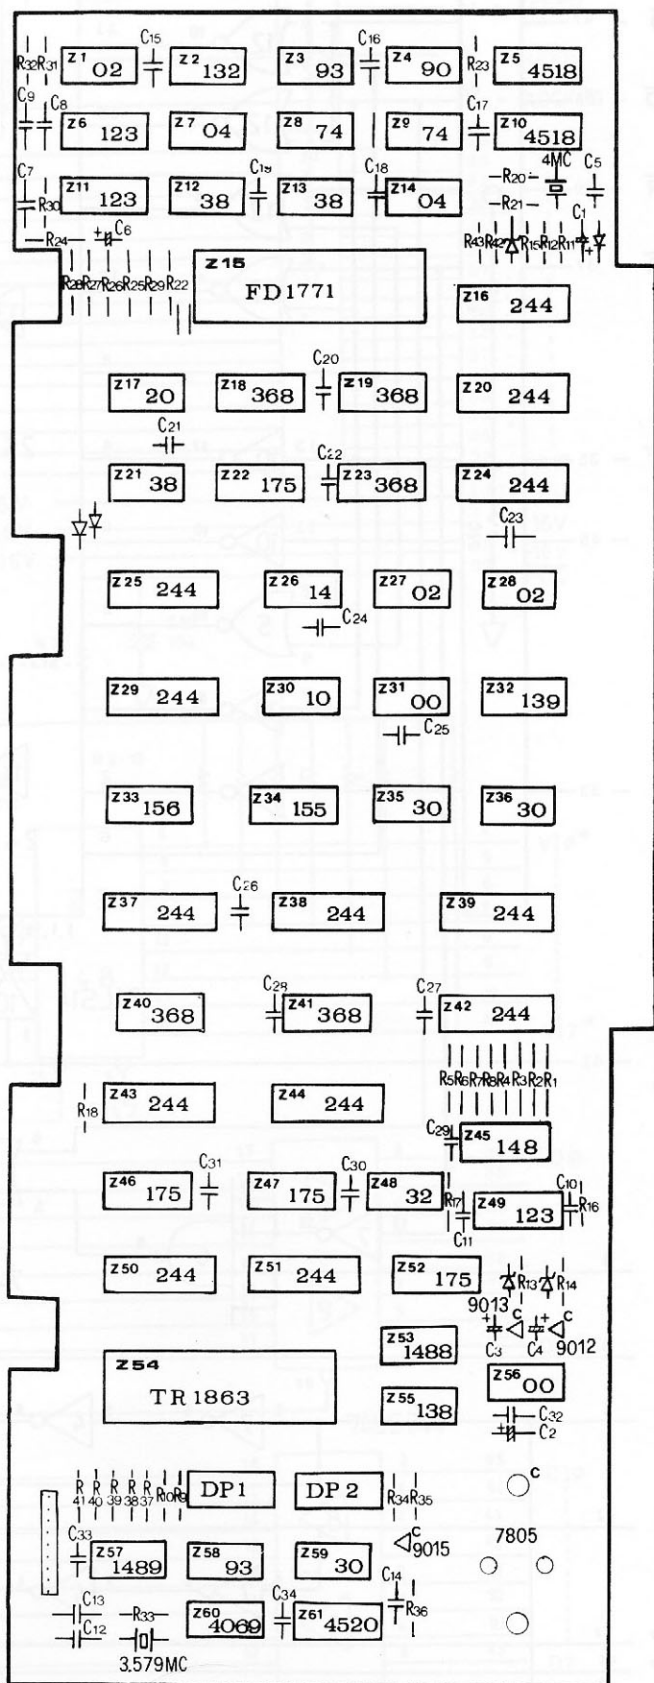 C15 C16
R32 R31 Z1 02 Z2 132 Z3 93 Z4 90 R23 Z5 4518
C9 C8 C17
Z6 123 Z7 04 Z8 74 Z9 74 Z10 4518
4MC
C7 C19 C18 R20 C5
R30 Z11 123 Z12 38 Z13 38 Z14 04 R21
C1
R24 + C6 R43 R42 R15 R12 R11 +
R28 R27 R26 R25 R29 R22 Z15 FD1771 Z16 244
C20
Z17 20 Z18 368 Z19 368 Z20 244
C21 C22
Z21 38 Z22 175 Z23 368 Z24 244
C23
Z25 244 Z26 14 Z27 02 Z28 02
C24
Z29 244 Z30 10 Z31 00 Z32 139
C25
Z33 156 Z34 155 Z35 30 Z36 30
C26
Z37 244 Z38 244 Z39 244
C28 C27
Z40 368 Z41 368 Z42 244
R5 R6 R7 R8 R4 R3 R2 R1
R18 Z43 244 Z44 244
C29 Z45 148
C31 C30 C10
Z46 175 Z47 175 Z48 32 R17 Z49 123 R16
C11
Z50 244 Z51 244 Z52 175 R13 R14
9013 C C
+ +
C3 C4 9012
Z53 1488
Z54 TR1863 Z55 138 Z56 00
C32
+ C2
R41 R40 R39 R38 R37 R10 R9 DP1 DP2 R34 R35 C
C 9015 7805
C33 Z57 1489 Z58 93 Z59 30
C14
C13 R33 C34 R36
C12 Z60 4069 Z61 4520
3.579MC